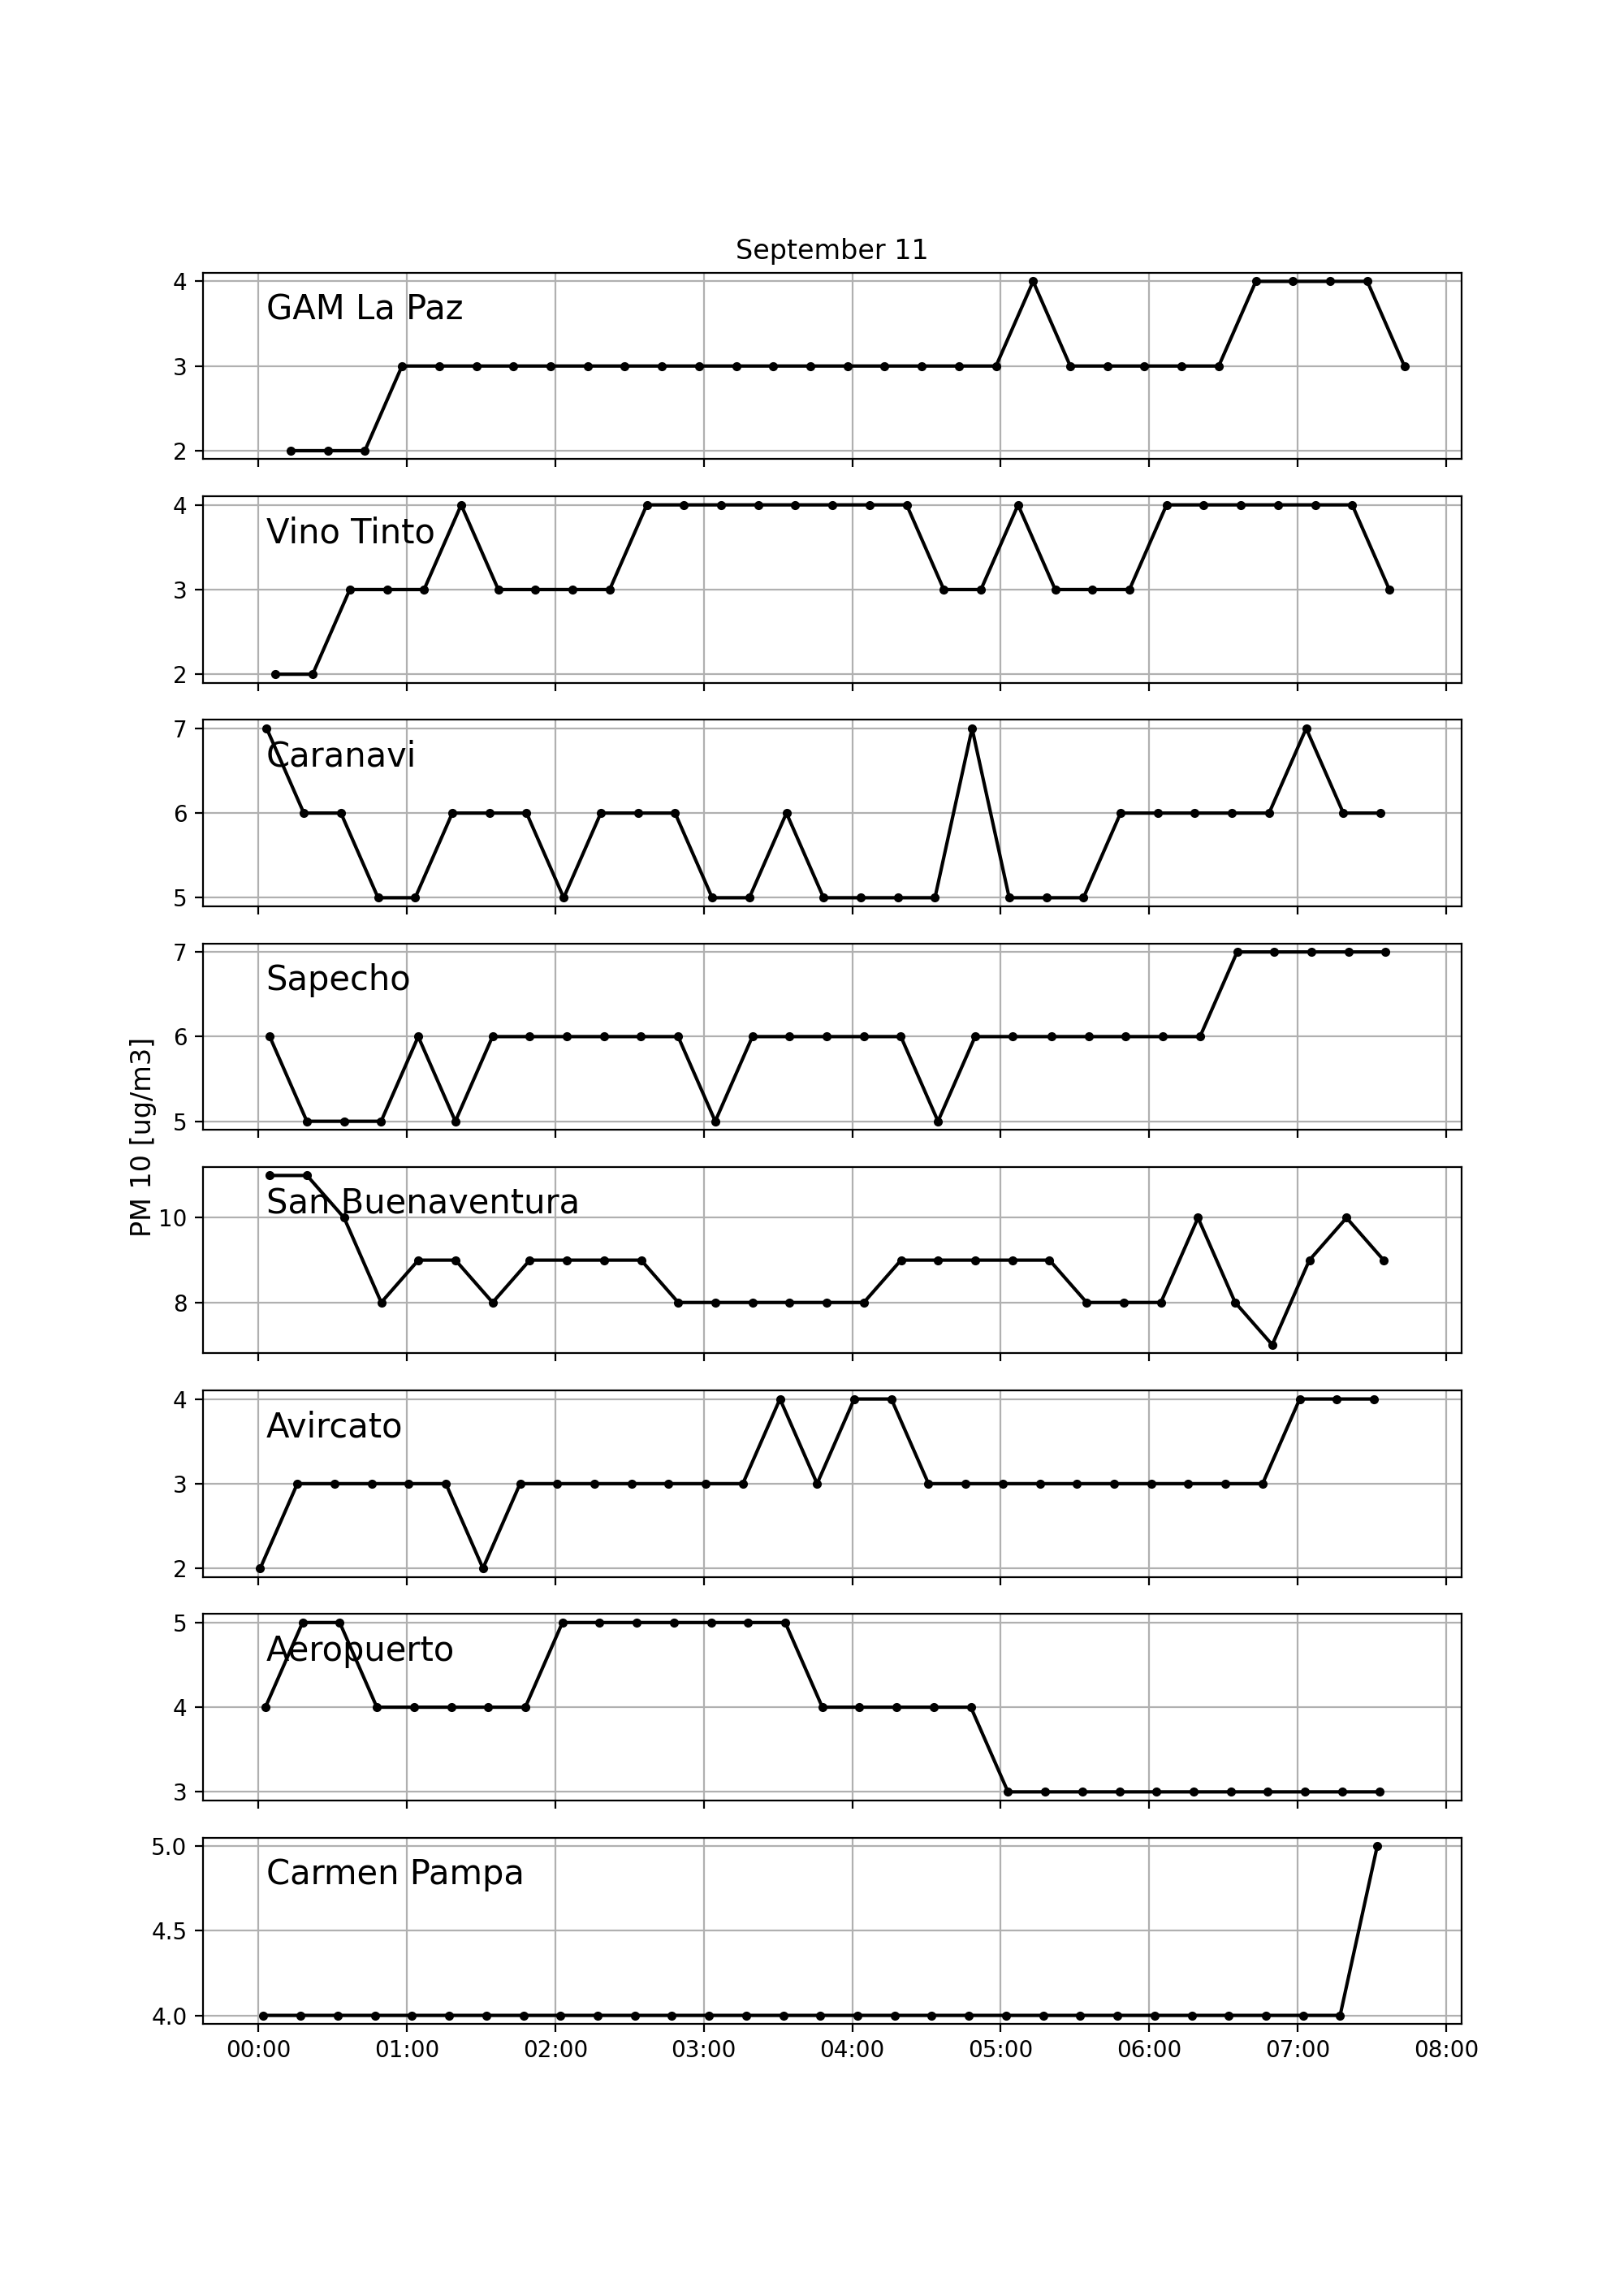 September 11
4
GAM La Paz
3
2
4
Vino Tinto
3
2
7
Caranavi
6
5
7
Sapecho
6
5
PM 10 [ug/m3]
San Buenaventura
10
8
4
Avircato
3
2
5
Aeropuerto
4
3
5.0
Carmen Pampa
4.5
4.0
00:00 01:00 02:00 03:00 04:00 05:00 06:00 07:00 08:00